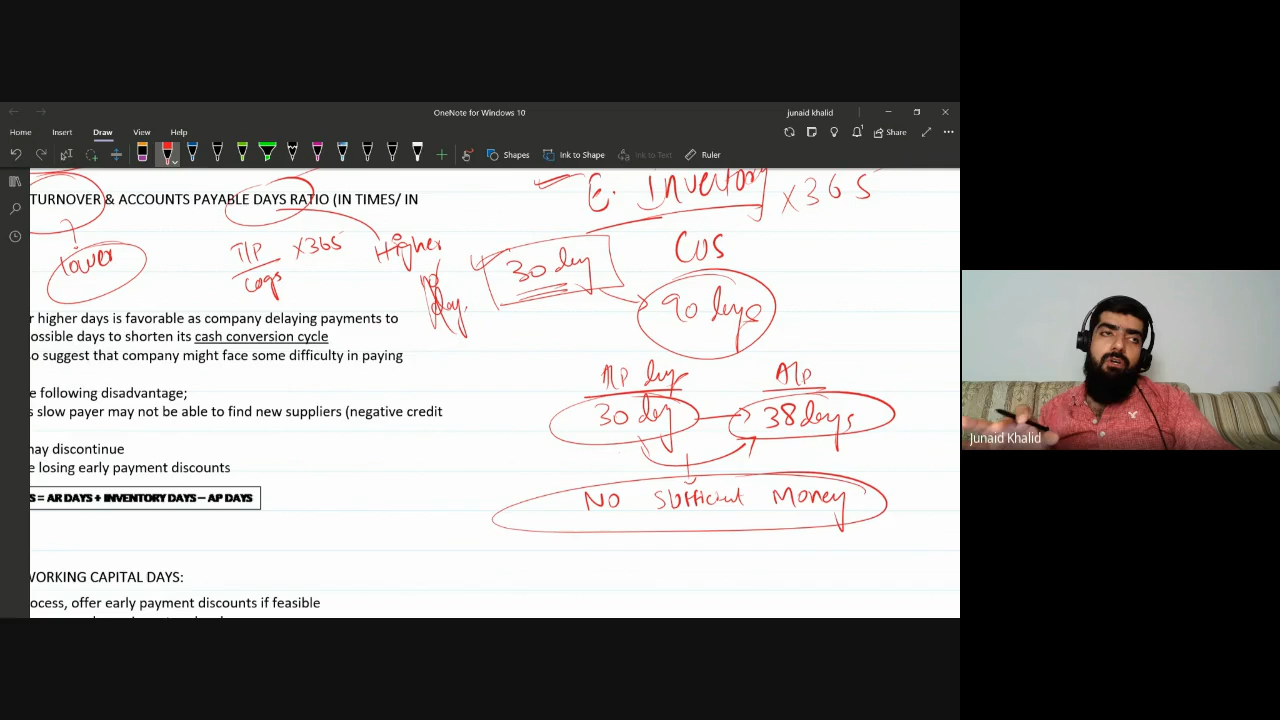 OneNote for Windows 10
junaid khalid
Home Insert Draw View Help
Share
Shapes
Ink to Shape
Ink to Text
Ruler
TURNOVER & ACCOUNTS PAYABLE DAYS RATIO (IN TIMES/ IN
E. Inventory
X365
COS
lower
T/P
X365
cogs
Higher
day.
30 day
90 days
r higher days is favorable as company delaying payments to
ossible days to shorten its cash conversion cycle
so suggest that company might face some difficulty in paying
A/P day
A/P
30 day
38 days
e following disadvantage;
s slow payer may not be able to find new suppliers (negative credit
may discontinue
e losing early payment discounts
NO Sufficient Money
S = AR DAYS + INVENTORY DAYS – AP DAYS
WORKING CAPITAL DAYS:
ocess, offer early payment discounts if feasible
Junaid Khalid